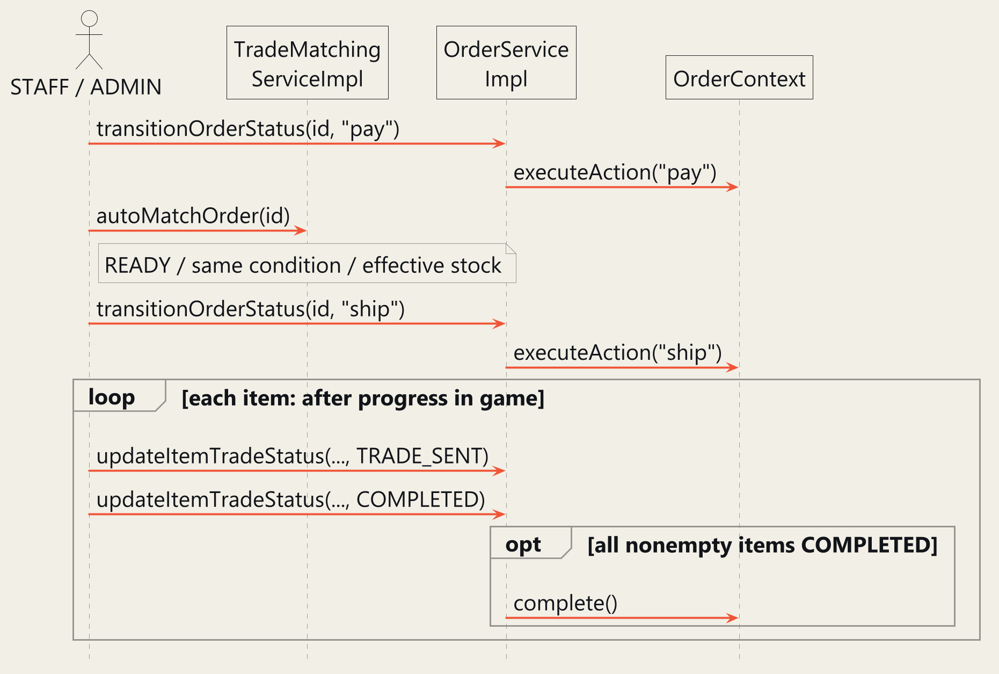 STAFF / ADMIN
TradeMatching
ServiceImpl
OrderService
Impl
OrderContext
transitionOrderStatus(id, "pay")
executeAction("pay")
autoMatchOrder(id)
READY / same condition / effective stock
transitionOrderStatus(id, "ship")
executeAction("ship")
loop [each item: after progress in game]
updateItemTradeStatus(..., TRADE_SENT)
updateItemTradeStatus(..., COMPLETED)
opt [all nonempty items COMPLETED]
complete()